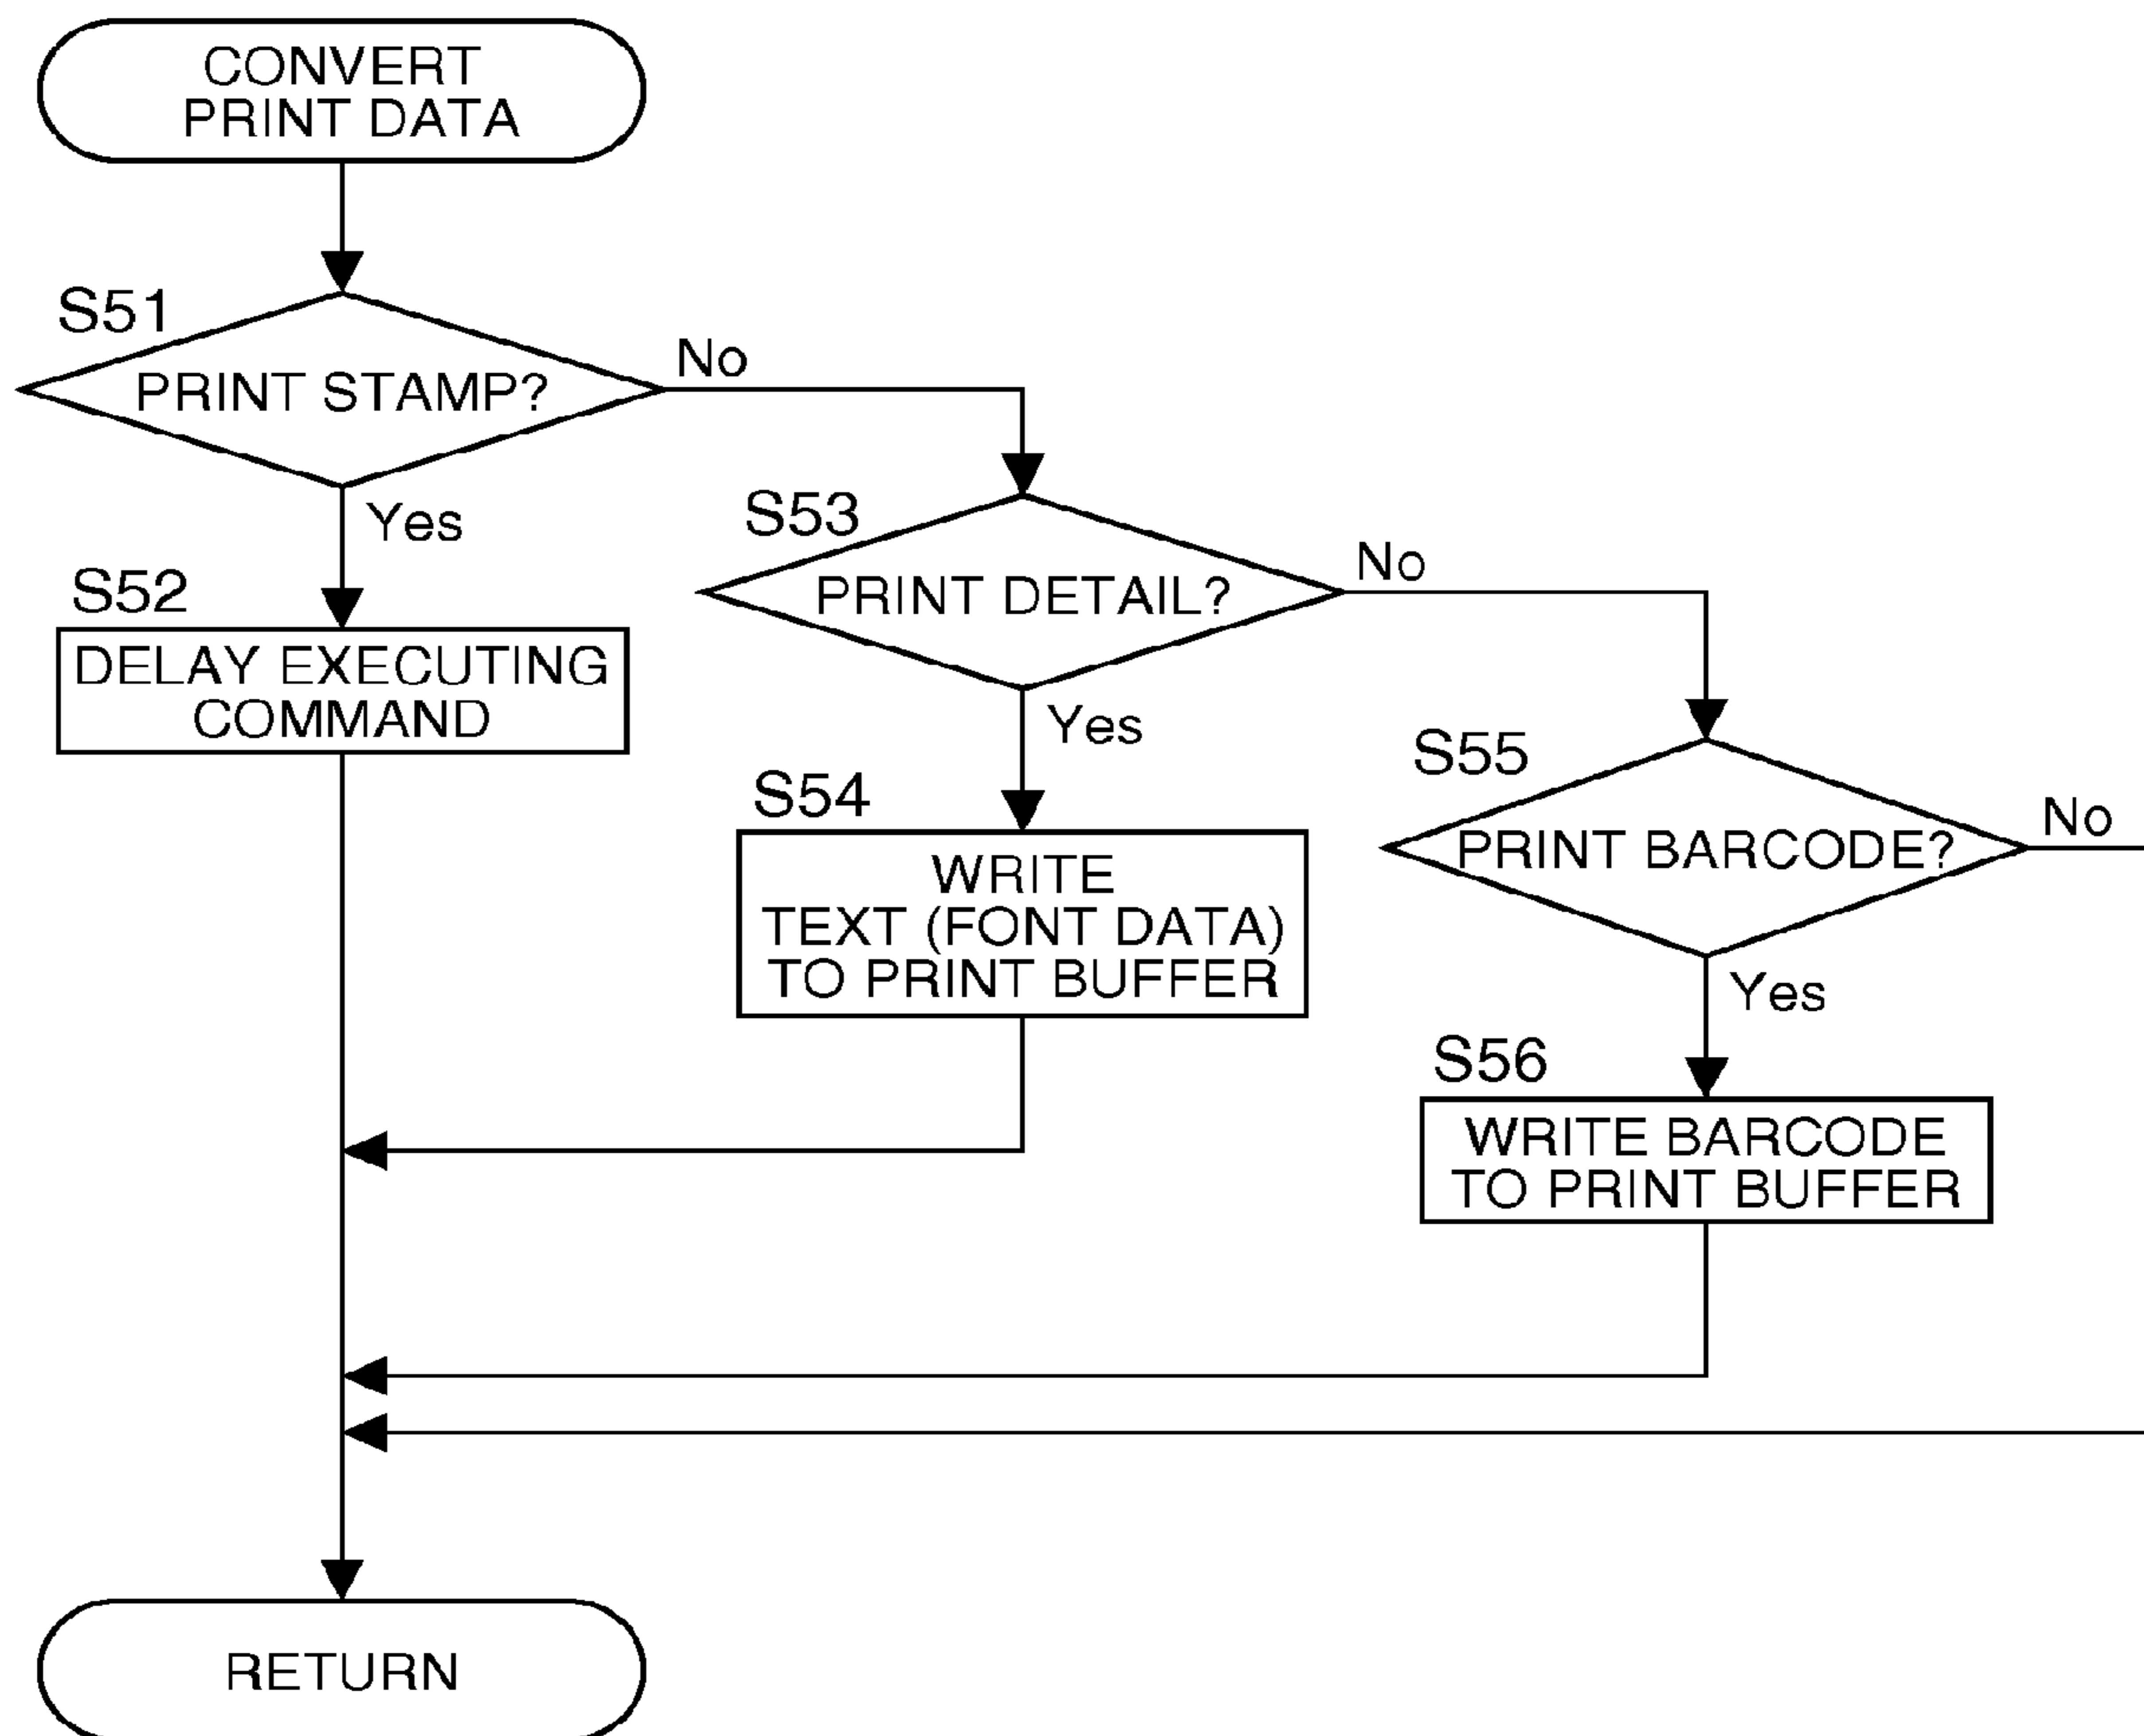 CONVERT
PRINT DATA
S51
PRINT STAMP?
No
Yes
S52
DELAY EXECUTING
COMMAND
S53
PRINT DETAIL?
No
Yes
S54
WRITE
TEXT (FONT DATA)
TO PRINT BUFFER
S55
PRINT BARCODE?
No
Yes
S56
WRITE BARCODE
TO PRINT BUFFER
RETURN